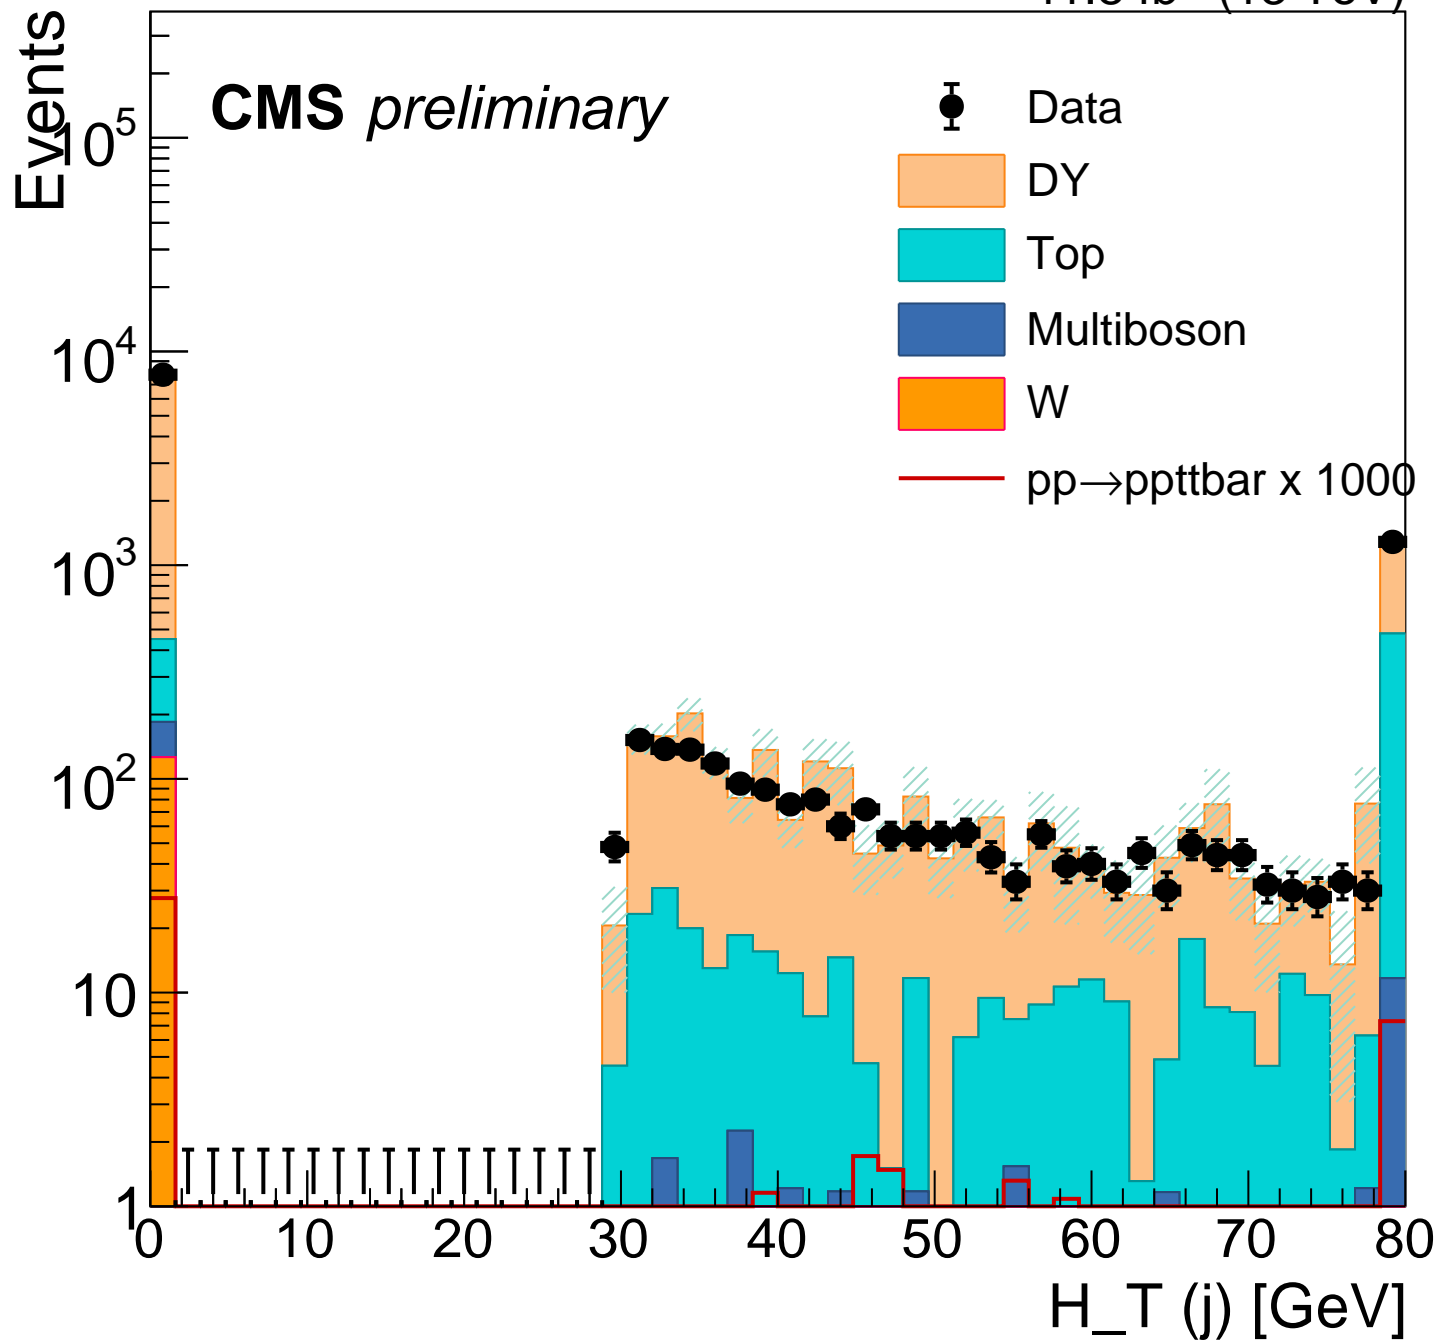 CMS preliminary
Data
DY
Top
Multiboson
W
pp→ppttbar x 1000
Events
10^5
10^4
10^3
10^2
10
1
0 10 20 30 40 50 60 70 80
H_T (j) [GeV]